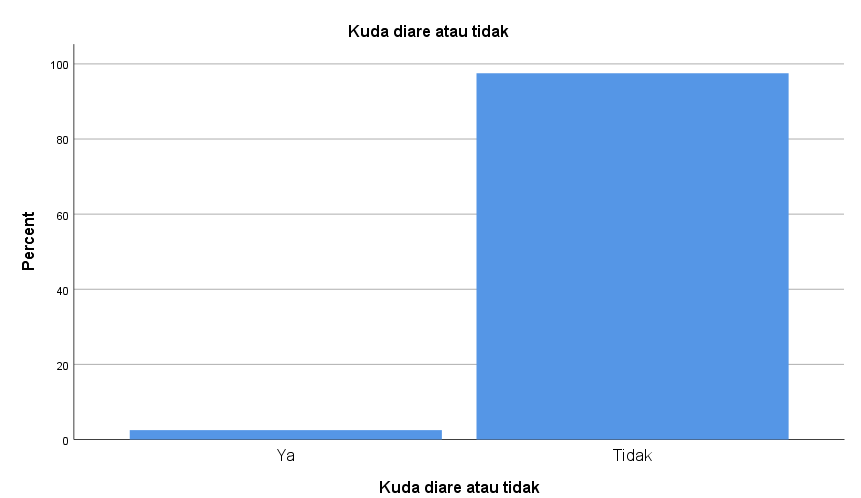 Kuda diare atau tidak
100
80
60
40
20
0
Percent
Ya
Tidak
Kuda diare atau tidak